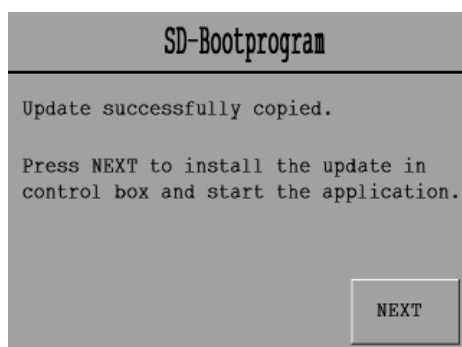 SD-Bootprogram
Update successfully copied.
Press NEXT to install the update in
control box and start the application.
NEXT